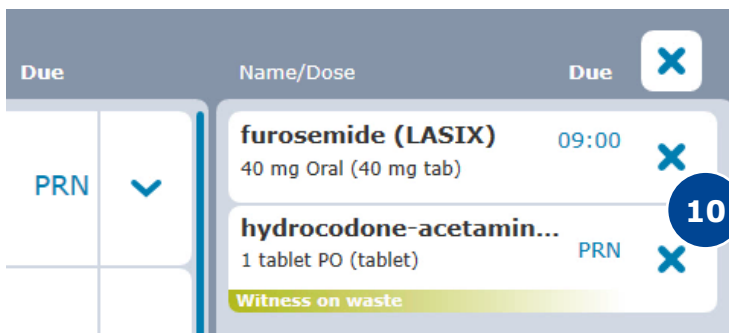 Due
PRN
Name/Dose Due
furosemide (LASIX) 09:00
40 mg Oral (40 mg tab)
10
hydrocodone-acetamin...
1 tablet PO (tablet) PRN
Witness on waste